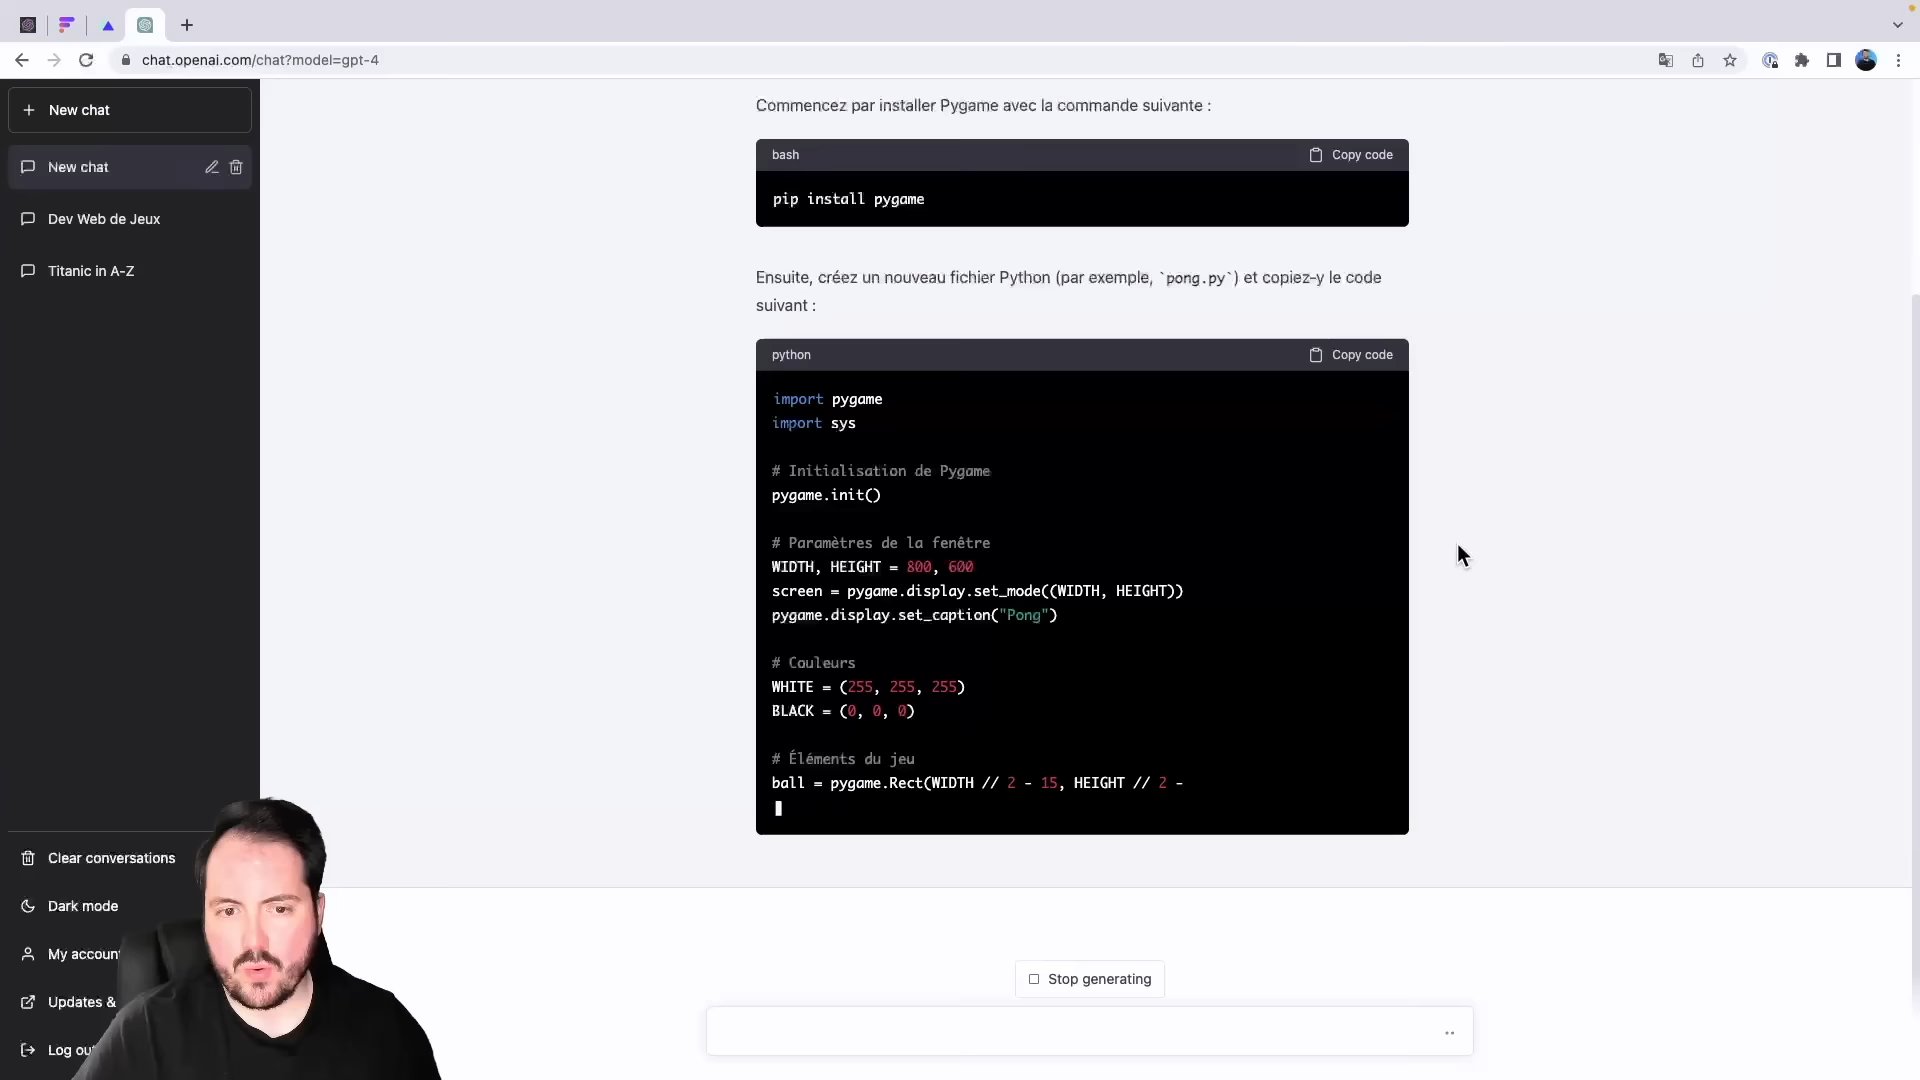 chat.openai.com/chat?model=gpt-4
New chat
New chat
Dev Web de Jeux
Titanic in A-Z
Commencez par installer Pygame avec la commande suivante :
bash
Copy code
pip install pygame
Ensuite, créez un nouveau fichier Python (par exemple, `pong.py`) et copiez-y le code
suivant :
python
Copy code
import pygame
import sys
# Initialisation de Pygame
pygame.init()
# Paramètres de la fenêtre
WIDTH, HEIGHT = 800, 600
screen = pygame.display.set_mode((WIDTH, HEIGHT))
pygame.display.set_caption("Pong")
# Couleurs
WHITE = (255, 255, 255)
BLACK = (0, 0, 0)
# Éléments du jeu
ball = pygame.Rect(WIDTH // 2 - 15, HEIGHT // 2 -
Clear conversations
Dark mode
My accoun
Updates &
Log ou
Stop generating